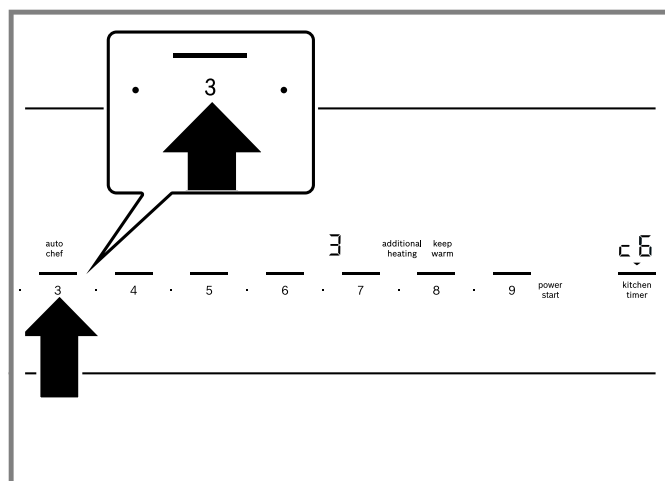 3
auto
chef
3
additional
heating
keep
warm
c6
3
4
5
6
7
8
9
power
start
kitchen
timer